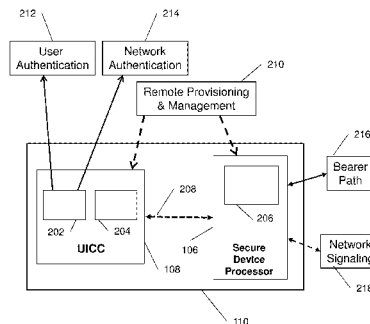 212
214
User
Authentication
Network
Authentication
210
Remote Provisioning
& Management
216
Bearer
Path
208
202
204
206
UICC
106
Secure
Device
Processor
108
Network
Signaling
218
110